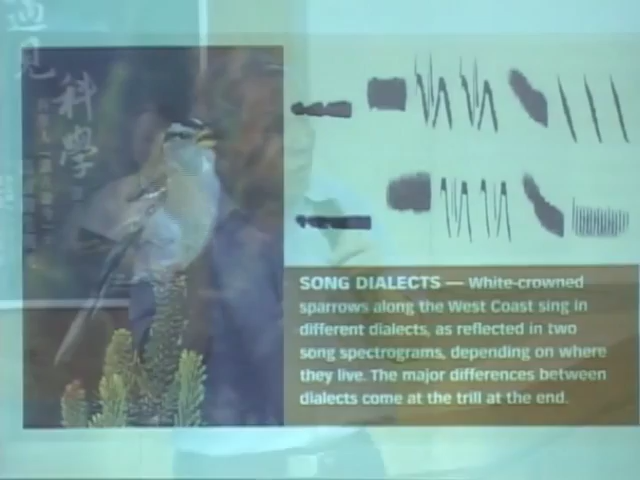 遇見
科學
SONG DIALECTS — White-crowned
sparrows along the West Coast sing in
different dialects, as reflected in two
song spectrograms, depending on where
they live. The major differences between
dialects come at the trill at the end.